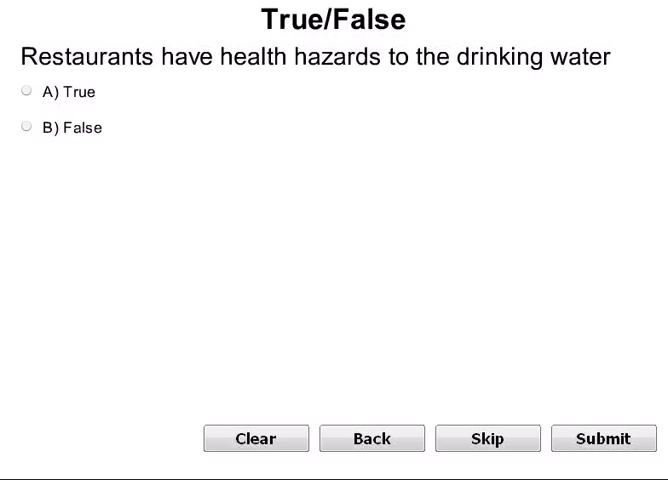 True/False
Restaurants have health hazards to the drinking water
A) True
B) False
Clear Back Skip Submit